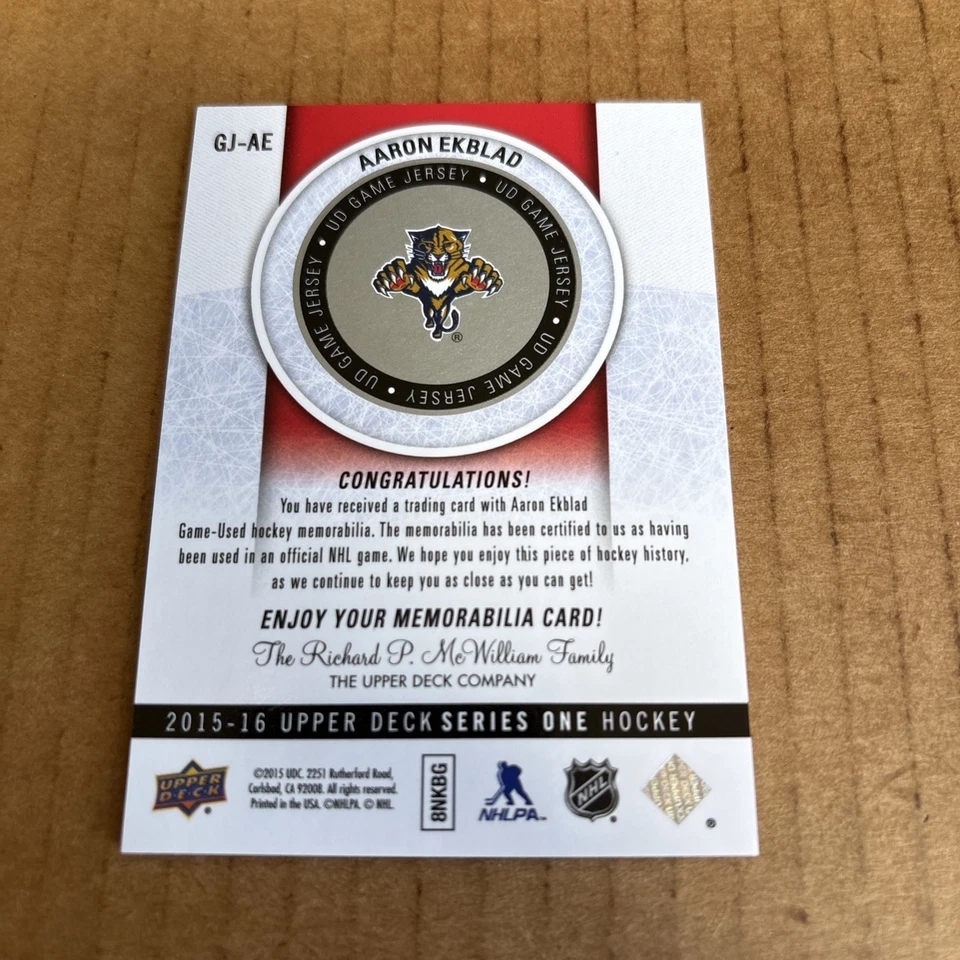 GJ-AE
AARON EKBLAD
UD GAME JERSEY • UD GAME JERSEY • UD GAME JERSEY • UD GAME JERSEY •
®
CONGRATULATIONS!
You have received a trading card with Aaron Ekblad
Game-Used hockey memorabilia. The memorabilia has been certified to us as having
been used in an official NHL game. We hope you enjoy this piece of hockey history,
as we continue to keep you as close as you can get!
ENJOY YOUR MEMORABILIA CARD!
The Richard P. McWilliam Family
THE UPPER DECK COMPANY
2015-16 UPPER DECK SERIES ONE HOCKEY
UPPER
DECK
®
©2015 UDC. 2251 Rutherford Road,
Carlsbad, CA 92008. All rights reserved.
Printed in the USA. ©NHLPA. © NHL.
8NKBG
NHLPA™
NHL
®
®